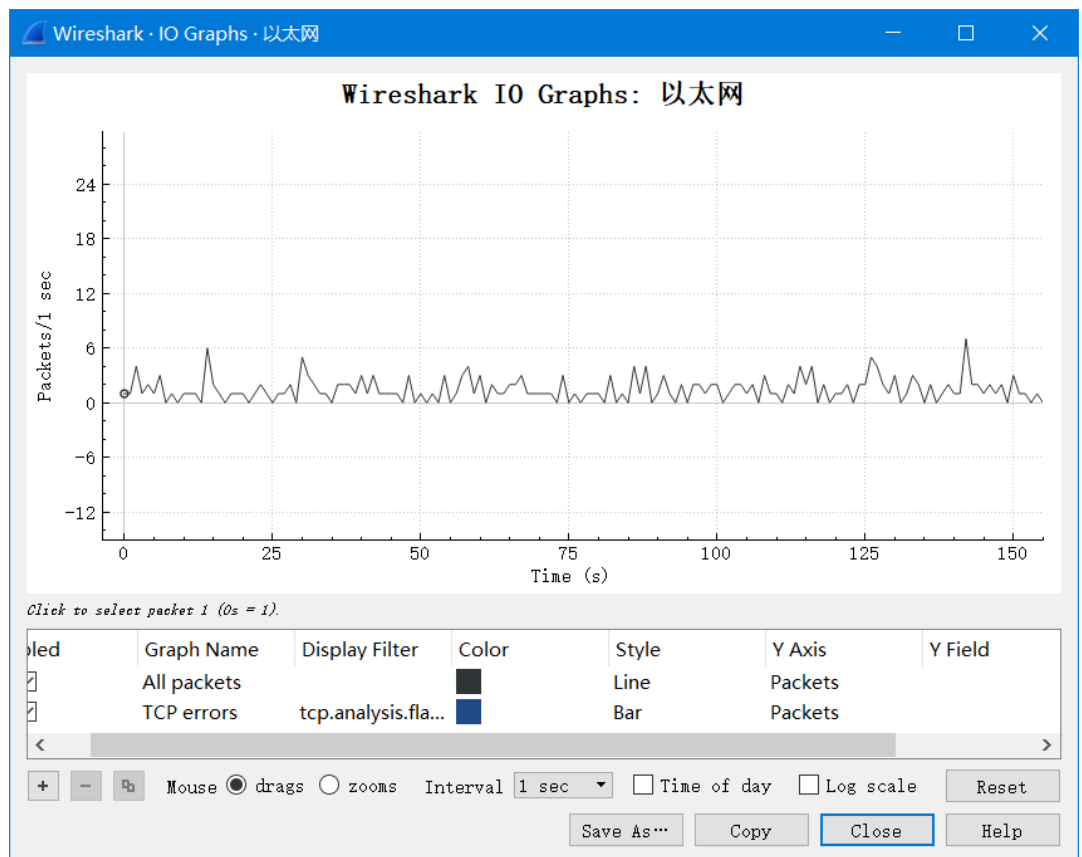 Wireshark · IO Graphs · 以太网
Wireshark IO Graphs: 以太网
24
18
12
6
0
−6
−12
Packets/1 sec
0 25 50 75 100 125 150
Time (s)
Click to select packet 1 (0s = 1).
oled Graph Name Display Filter Color Style Y Axis Y Field
All packets Line Packets
TCP errors tcp.analysis.fla... Bar Packets
+ − Mouse drags zooms Interval 1 sec Time of day Log scale Reset
Save As… Copy Close Help